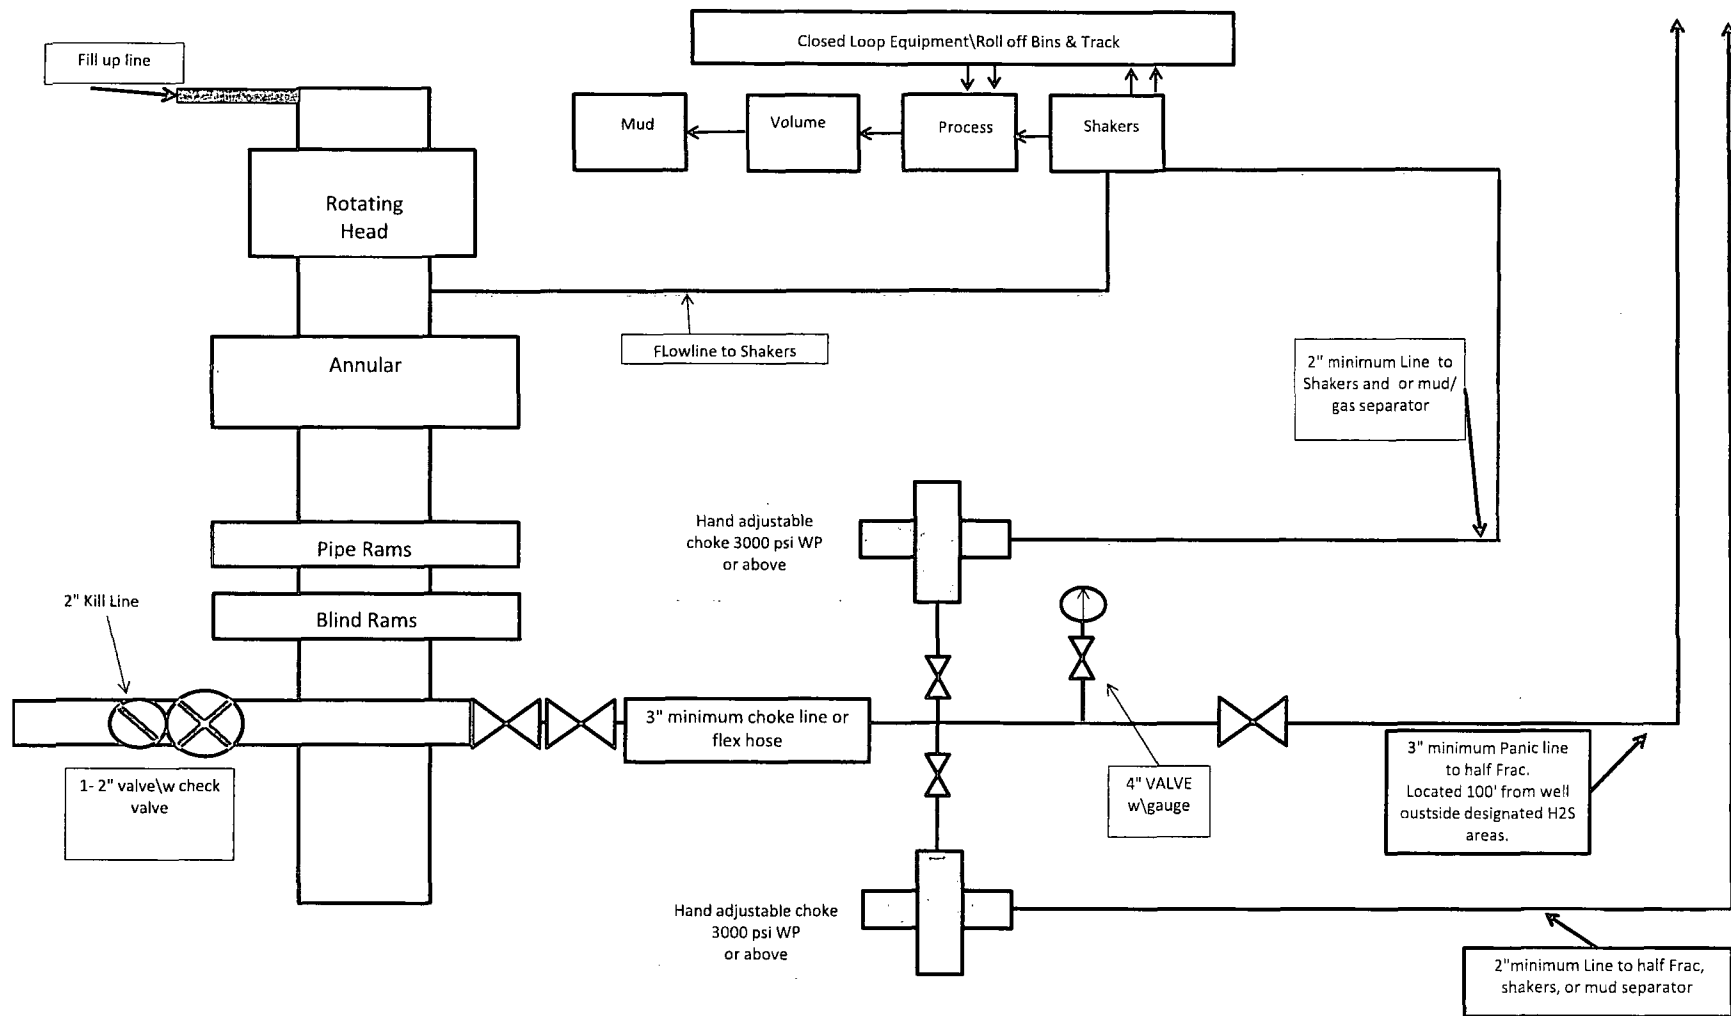 Closed Loop Equipment\Roll off Bins & Track
Fill up line
Mud
Volume
Process
Shakers
Rotating
Head
FLowline to Shakers
Annular
2" minimum Line to
Shakers and or mud/
gas separator
Hand adjustable
choke 3000 psi WP
or above
Pipe Rams
2" Kill Line
Blind Rams
3" minimum choke line or
flex hose
1- 2" valve\w check
valve
4" VALVE
w\gauge
3" minimum Panic line
to half Frac.
Located 100' from well
oustside designated H2S
areas.
Hand adjustable choke
3000 psi WP
or above
2"minimum Line to half Frac,
shakers, or mud separator